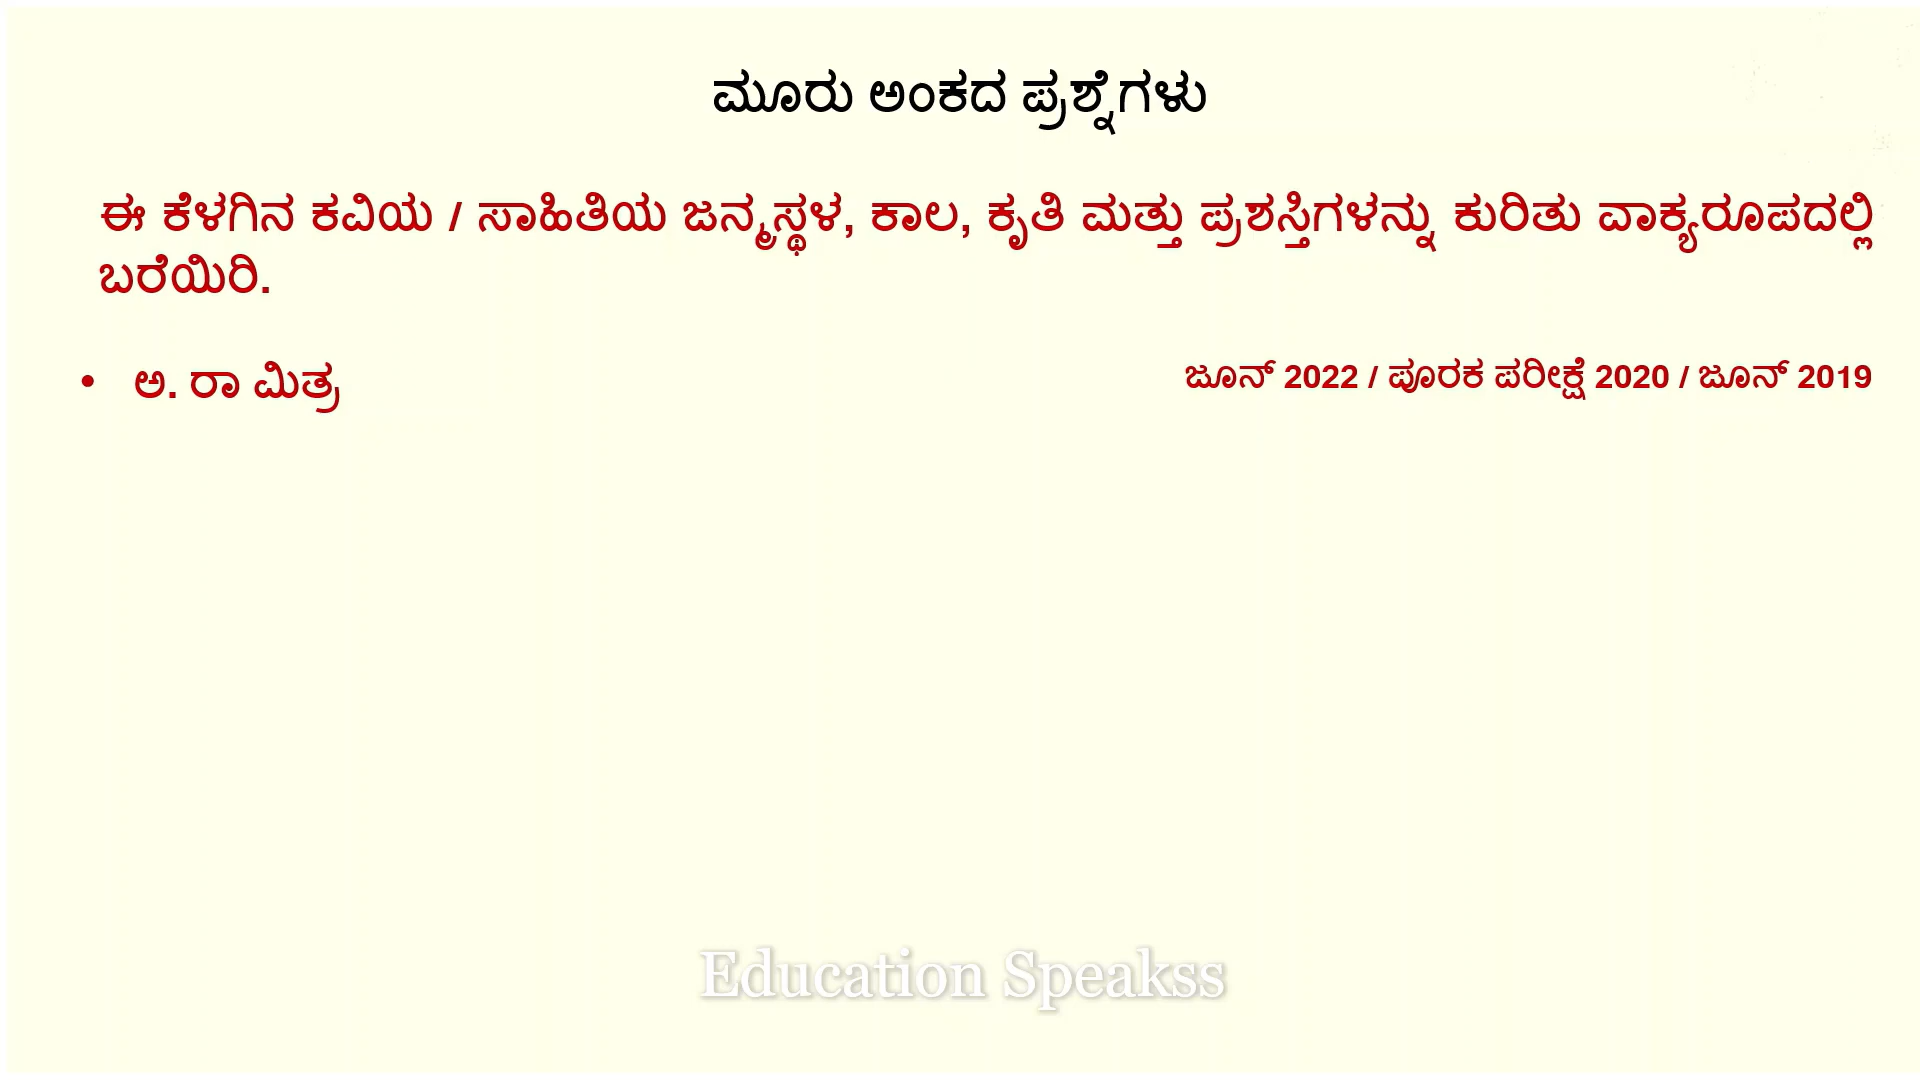 ಮೂರು ಅಂಕದ ಪ್ರಶ್ನೆಗಳು
ಈ ಕೆಳಗಿನ ಕವಿಯ / ಸಾಹಿತಿಯ ಜನ್ಮಸ್ಥಳ, ಕಾಲ, ಕೃತಿ ಮತ್ತು ಪ್ರಶಸ್ತಿಗಳನ್ನು ಕುರಿತು ವಾಕ್ಯರೂಪದಲ್ಲಿ
ಬರೆಯಿರಿ.
• ಅ. ರಾ ಮಿತ್ರ
ಜೂನ್ 2022 / ಪೂರಕ ಪರೀಕ್ಷೆ 2020 / ಜೂನ್ 2019
Education Speakss